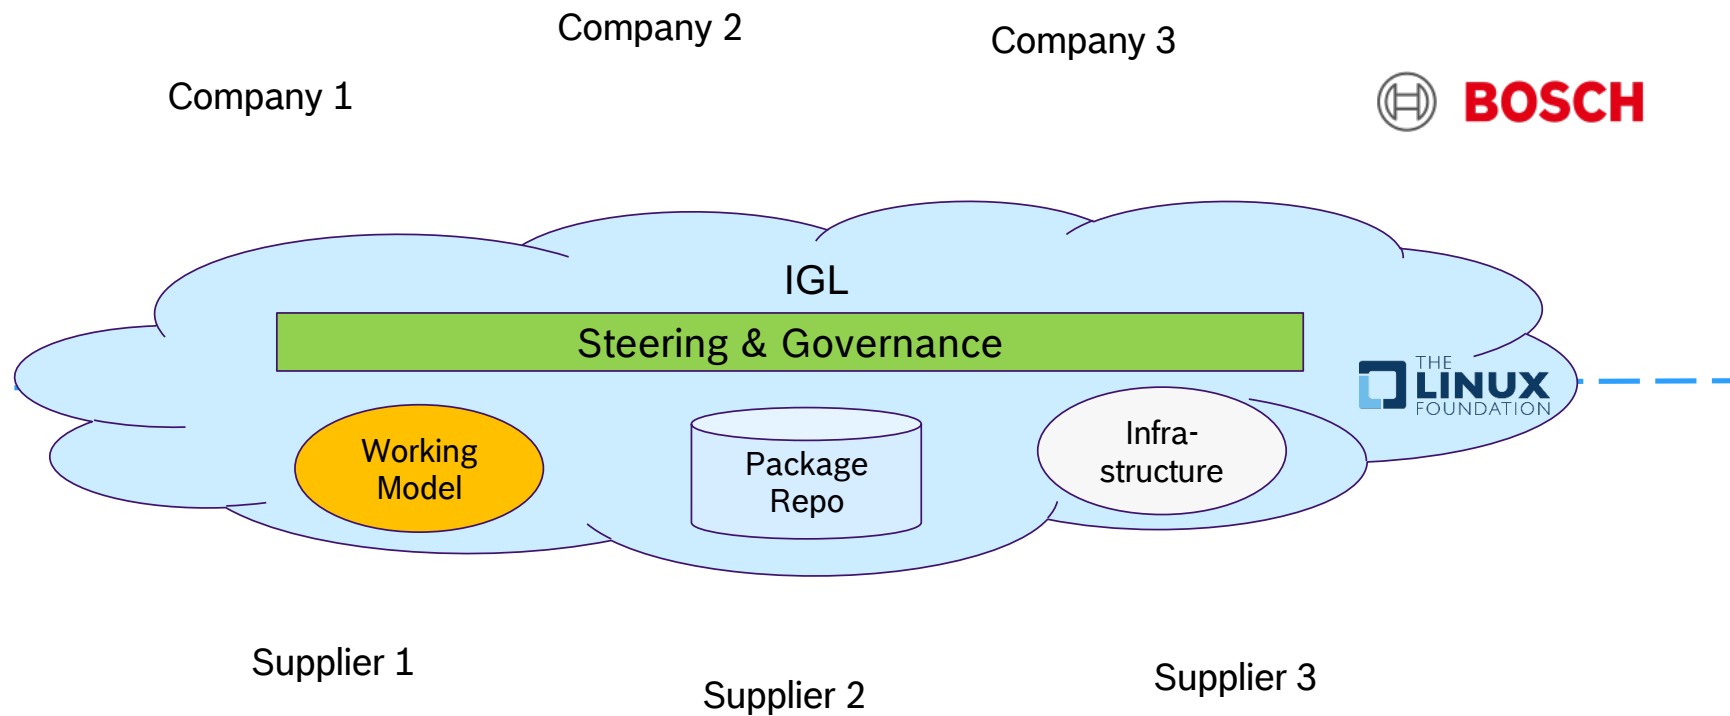 Company 2
Company 3
Company 1
BOSCH
IGL
Steering & Governance
THE
LINUX
FOUNDATION
Working
Model
Package
Repo
Infra-
structure
Supplier 1
Supplier 2
Supplier 3